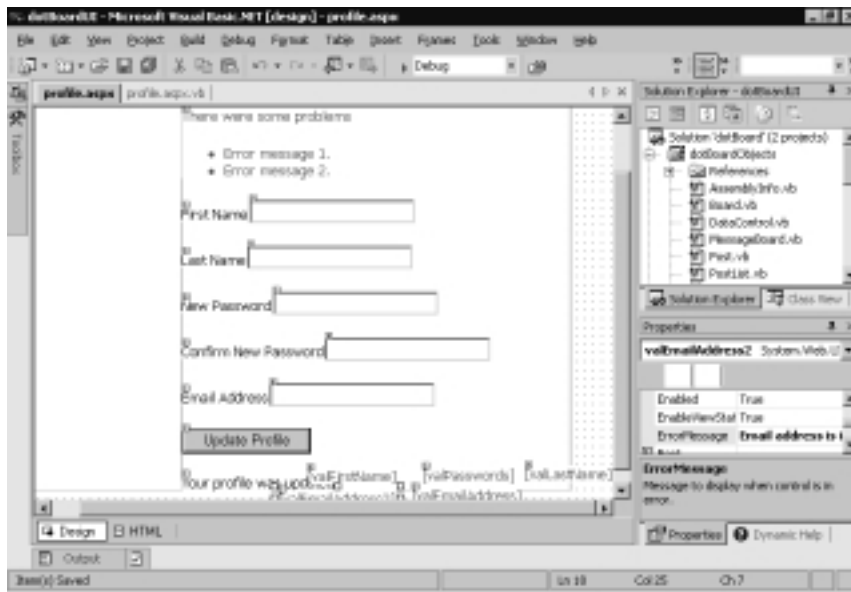 dotBoardUI - Microsoft Visual Basic.NET [design] - profile.aspx
File Edit View Project Build Debug Format Table Insert Frames Tools Window Help
Debug
profile.aspx profile.aspx.vb
Toolbox
There were some problems
Error message 1.
Error message 2.
First Name
Last Name
New Password
Confirm New Password
Email Address
Update Profile
Your profile was
[valFirstName] [valPasswords] [valLastName]
[valEmailAddress]
Design HTML
Output
Item(s) Saved Ln 18 Col 25 Ch 7
Solution Explorer - dotBoardUI
Solution 'dotBoard' (2 projects)
dotBoardObjects
References
AssemblyInfo.vb
Board.vb
DataControl.vb
MessageBoard.vb
Post.vb
PostList.vb
Solution Explorer Class View
Properties
valEmailAddress2 System.Web.U
Enabled True
EnableViewStat True
ErrorMessage Email address is i
ErrorMessage
Message to display when control is in
error.
Properties Dynamic Help